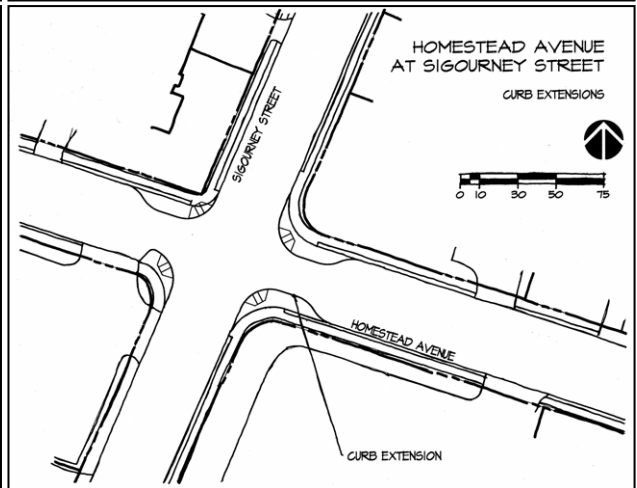 HOMESTEAD AVENUE
AT SIGOURNEY STREET
CURB EXTENSIONS
0 10 30 50 75
SIGOURNEY STREET
HOMESTEAD AVENUE
CURB EXTENSION